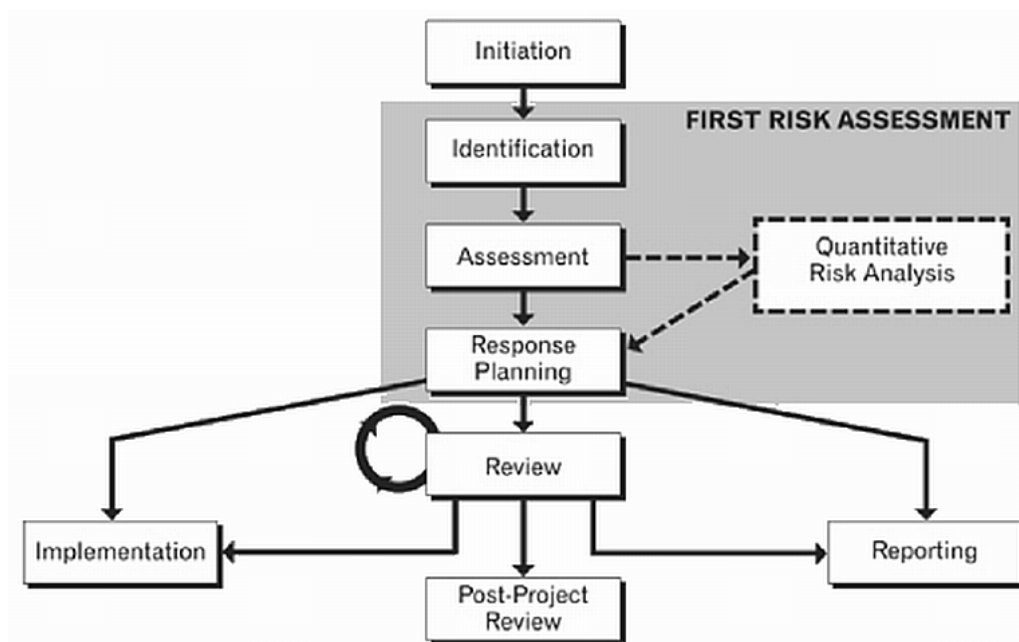 Initiation
FIRST RISK ASSESSMENT
Identification
Assessment
Quantitative
Risk Analysis
Response
Planning
Review
Implementation
Reporting
Post-Project
Review